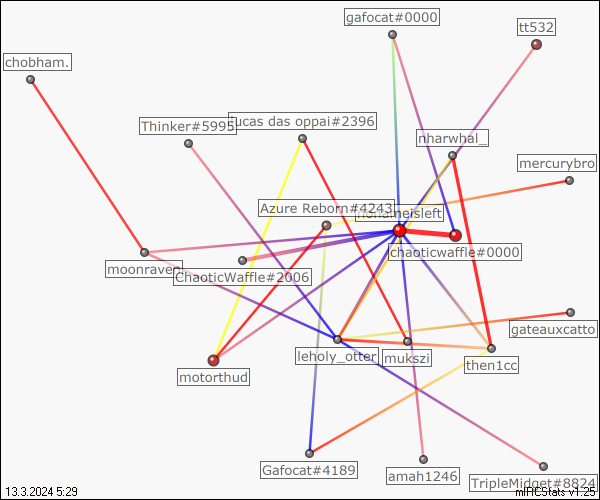 gafocat#0000
tt532
chobham.
Thinker#5995
lucas das oppai#2396
nharwhal_
mercurybro
Azure Reborn#4243
nonameisleft
chaoticwaffle#0000
moonraven
ChaoticWaffle#2006
gateauxcatto
leholy_otter
mukszi
then1cc
motorthud
Gafocat#4189
amah1246
TripleMidget#8824
13.3.2024 5:29
mIRCStats v1.25